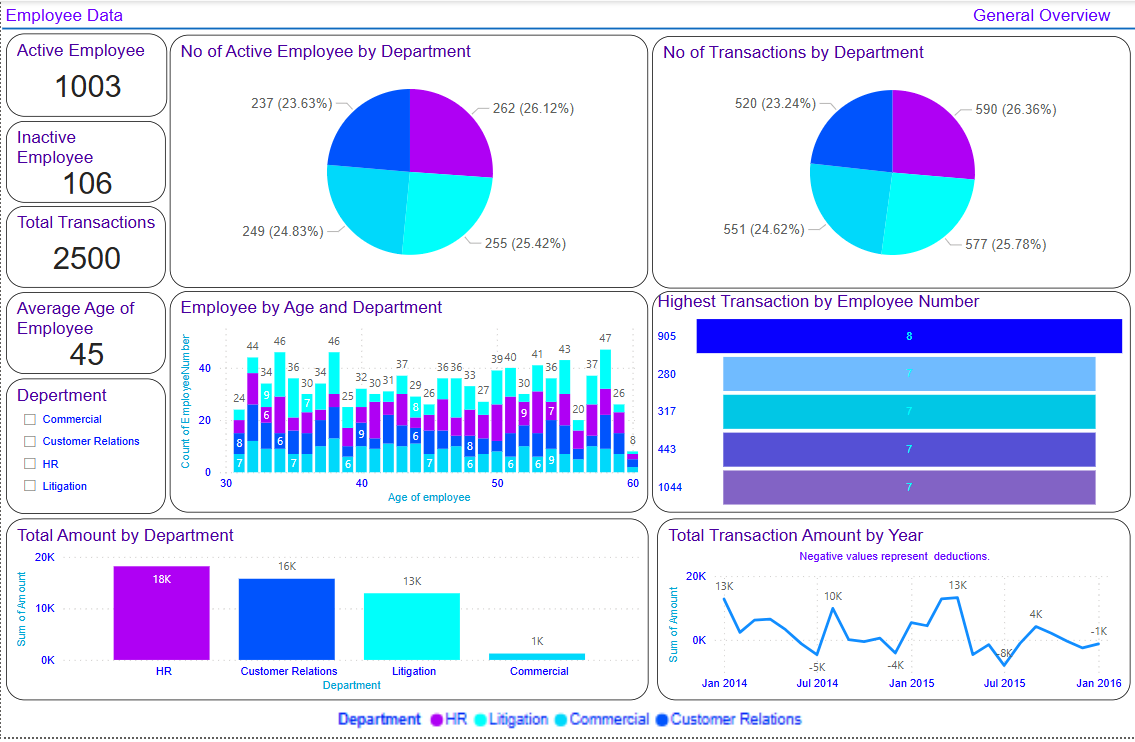 Employee Data
General Overview
Active Employee
1003
Inactive
Employee
106
Total Transactions
2500
Average Age of
Employee
45
Deperment
Commercial
Customer Relations
HR
Litigation
No of Active Employee by Department
237 (23.63%)
262 (26.12%)
249 (24.83%)
255 (25.42%)
No of Transactions by Department
520 (23.24%)
590 (26.36%)
551 (24.62%)
577 (25.78%)
Employee by Age and Department
Count of EmployeeNumber
40
20
0
24 44 34 46 36 30 34 46 25 32 30 31 37 29 26 36 36 33 27 39 40 30 41 36 43 20 37 47 26 8
9 7 8
6 9 7
8 6 9 6 8
7 7 6 7 6 6 6 9
30 40 50 60
Age of employee
Highest Transaction by Employee Number
905 8
280 7
317 7
443 7
1044 7
Total Amount by Department
Sum of Amount
20K
10K
0K
18K
16K
13K
1K
HR Customer Relations Litigation Commercial
Department
Total Transaction Amount by Year
Negative values represent deductions.
Sum of Amount
20K
0K
13K
-5K
10K
-4K
13K
-8K
4K
-1K
Jan 2014 Jul 2014 Jan 2015 Jul 2015 Jan 2016
Department HR Litigation Commercial Customer Relations